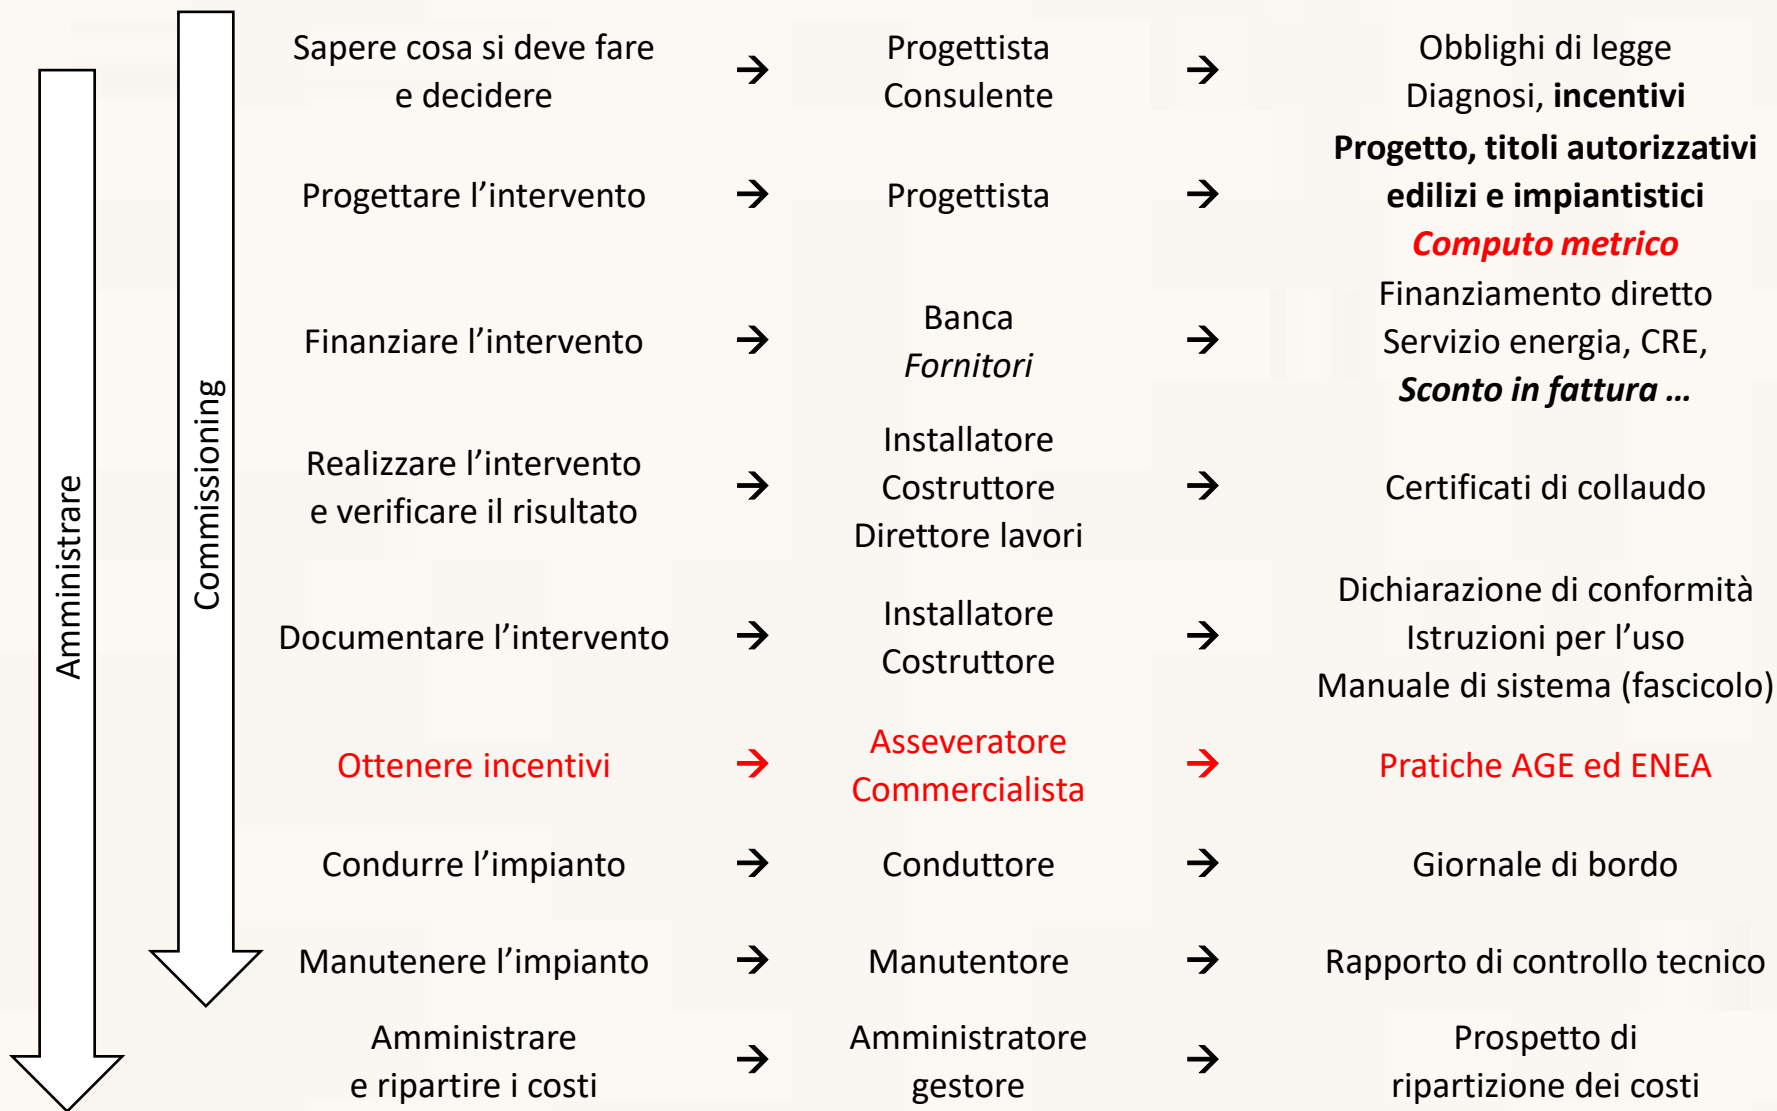 Amministrare
Commissioning
Sapere cosa si deve fare
e decidere
→
Progettista
Consulente
→
Obblighi di legge
Diagnosi, incentivi
Progettare l’intervento
→
Progettista
→
Progetto, titoli autorizzativi
edilizi e impiantistici
Computo metrico
Finanziare l’intervento
→
Banca
Fornitori
→
Finanziamento diretto
Servizio energia, CRE,
Sconto in fattura …
Realizzare l’intervento
e verificare il risultato
→
Installatore
Costruttore
Direttore lavori
→
Certificati di collaudo
Documentare l’intervento
→
Installatore
Costruttore
→
Dichiarazione di conformità
Istruzioni per l’uso
Manuale di sistema (fascicolo)
Ottenere incentivi
→
Asseveratore
Commercialista
→
Pratiche AGE ed ENEA
Condurre l’impianto
→
Conduttore
→
Giornale di bordo
Manutenere l’impianto
→
Manutentore
→
Rapporto di controllo tecnico
Amministrare
e ripartire i costi
→
Amministratore
gestore
→
Prospetto di
ripartizione dei costi